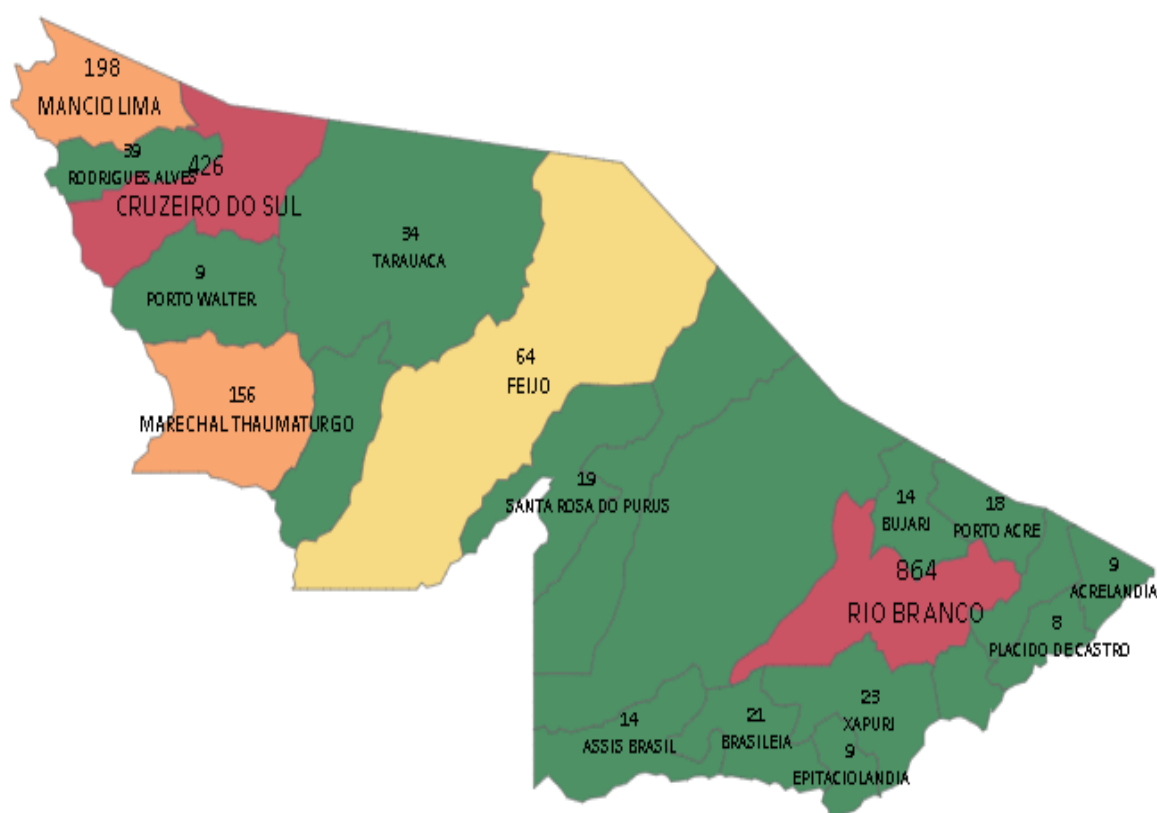 198
MANCIO LIMA
39
RODRIGUES ALVES
426
CRUZEIRO DO SUL
34
TARAUACA
9
PORTO WALTER
64
FEIJO
156
MARECHAL THAUMATURGO
19
SANTA ROSA DO PURUS
14
BUJARI
18
PORTO ACRE
864
RIO BRANCO
9
ACRELANDIA
8
PLACIDO DE CASTRO
23
XAPURI
14
ASSIS BRASIL
21
BRASILEIA
9
EPITACIOLANDIA